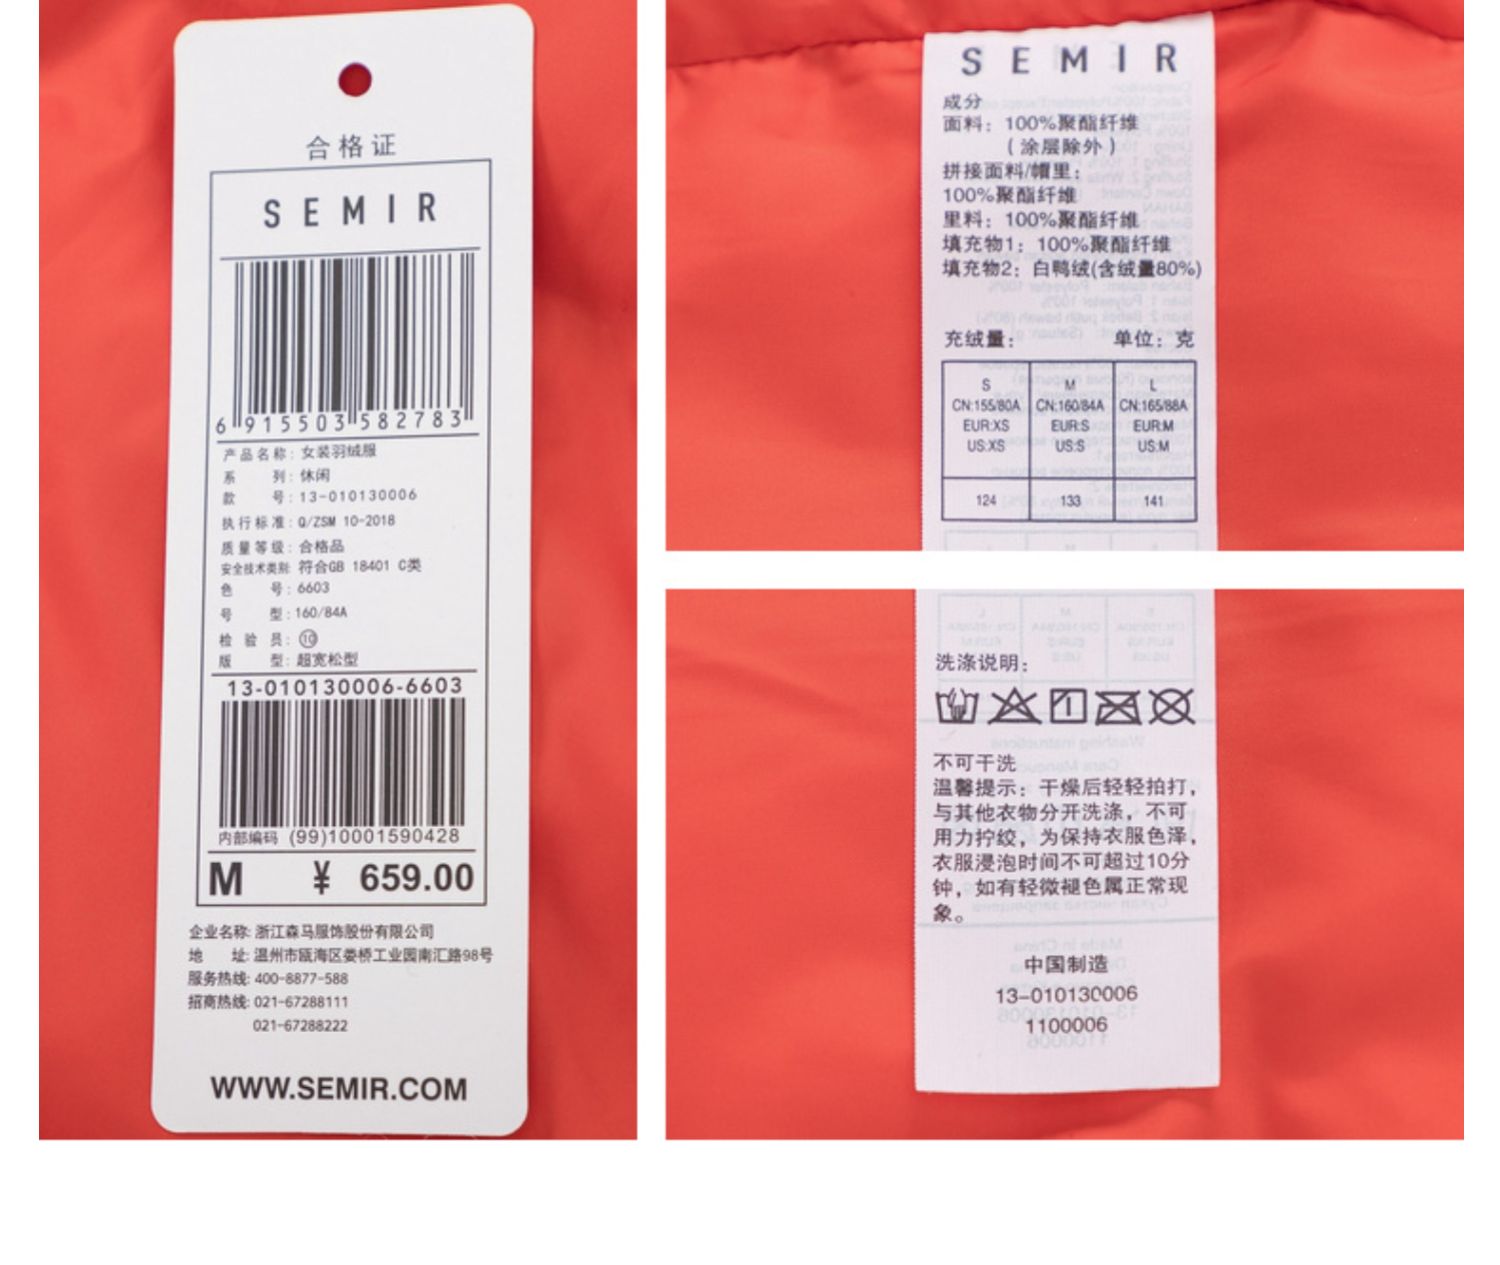 合格证
SEMIR
6 915503 582783
产品名称: 女装羽绒服
系 列: 休闲
款 号: 13-010130006
执行标准: Q/ZSM 10-2018
质量等级: 合格品
安全技术类别: 符合GB 18401 C类
色 号: 6603
号 型: 160/84A
检 验 员: ⑩
版 型: 超宽松型
13-010130006-6603
内部编码 (99)10001590428
M ¥ 659.00
企业名称: 浙江森马服饰股份有限公司
地 址: 温州市瓯海区娄桥工业园南汇路98号
服务热线: 400-8877-588
招商热线: 021-67288111
021-67288222
WWW.SEMIR.COM
SEMIR
成分
面料: 100%聚酯纤维
(涂层除外)
拼接面料/帽里:
100%聚酯纤维
里料: 100%聚酯纤维
填充物1: 100%聚酯纤维
填充物2: 白鸭绒(含绒量80%)
充绒量: 单位: 克
S M L
CN:155/80A CN:160/84A CN:165/88A
EUR:XS EUR:S EUR:M
US:XS US:S US:M
124 133 141
洗涤说明:
不可干洗
温馨提示: 干燥后轻轻拍打,
与其他衣物分开洗涤, 不可
用力拧绞, 为保持衣服色泽,
衣服浸泡时间不可超过10分
钟, 如有轻微褪色属正常现
象。
中国制造
13-010130006
1100006